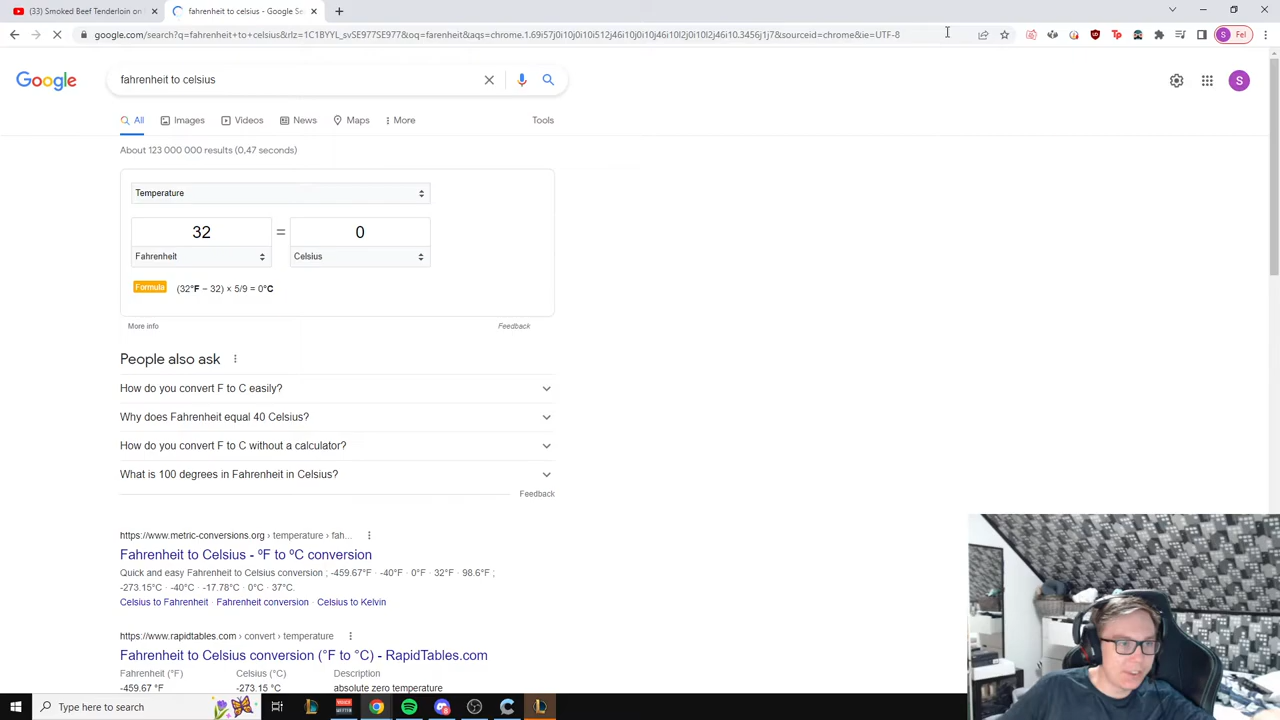 (33) Smoked Beef Tenderloin on
fahrenheit to celsius - Google Se
google.com/search?q=fahrenheit+to+celsius&rlz=1C1BYYL_svSE977SE977&oq=farenheit&aqs=chrome.1.69i57j0i10j0i10i512j46i10j0i10j46i10l2j0i10l2j46i10.3456j1j7&sourceid=chrome&ie=UTF-8
S Fel
Google
fahrenheit to celsius
S
All
Images
Videos
News
Maps
More
Tools
About 123 000 000 results (0,47 seconds)
Temperature
32 = 0
Fahrenheit
Celsius
Formula (32°F − 32) × 5/9 = 0°C
More info
Feedback
People also ask
How do you convert F to C easily?
Why does Fahrenheit equal 40 Celsius?
How do you convert F to C without a calculator?
What is 100 degrees in Fahrenheit in Celsius?
Feedback
https://www.metric-conversions.org › temperature › fah...
Fahrenheit to Celsius - ºF to ºC conversion
Quick and easy Fahrenheit to Celsius conversion ; -459.67°F · -40°F · 0°F · 32°F · 98.6°F ;
-273.15°C · -40°C · -17.78°C · 0°C · 37°C.
Celsius to Fahrenheit · Fahrenheit conversion · Celsius to Kelvin
https://www.rapidtables.com › convert › temperature
Fahrenheit to Celsius conversion (°F to °C) - RapidTables.com
Fahrenheit (°F) Celsius (°C) Description
-459.67 °F -273.15 °C absolute zero temperature
Type here to search